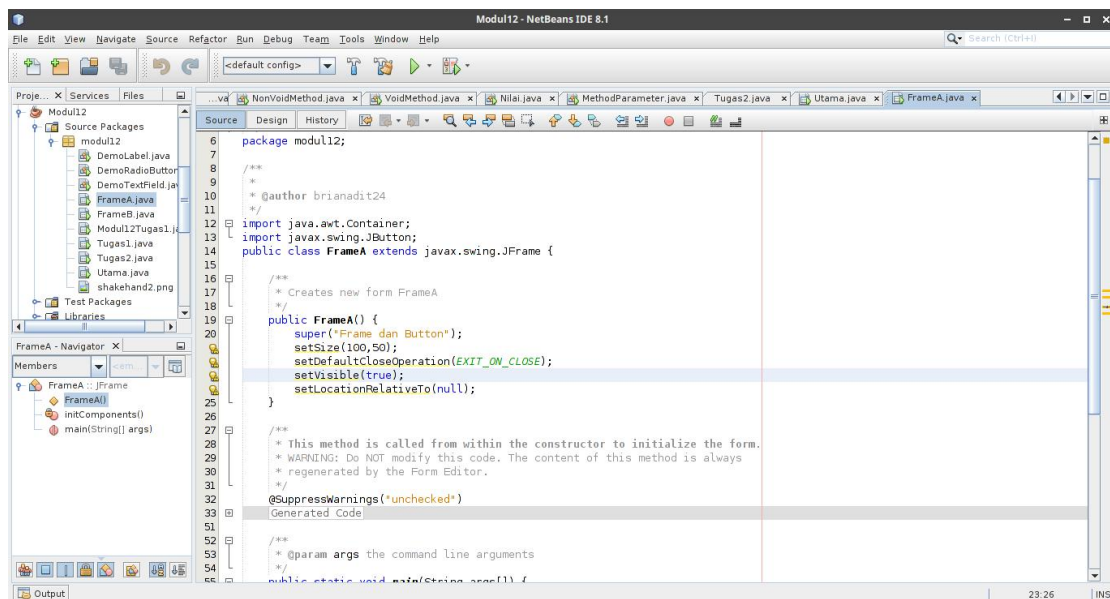 Modul12 - NetBeans IDE 8.1
File Edit View Navigate Source Refactor Run Debug Team Tools Window Help
Search (Ctrl+I)
<default config>
Proje... X Services Files
...va NonVoidMethod.java x VoidMethod.java x Nilai.java x MethodParameter.java x Tugas2.java x Utama.java x FrameA.java x
Modul12
Source Packages
modul12
DemoLabel.java
DemoRadioButton
DemoTextField.jav
FrameA.java
FrameB.java
Modul12Tugas1.ja
Tugas1.java
Tugas2.java
Utama.java
shakehand2.png
Test Packages
Libraries
FrameA - Navigator X
Members
FrameA :: JFrame
FrameA()
initComponents()
main(String[] args)
Source Design History
6 package modul12;
7
8 /**
9 *
10 * @author brianadit24
11 */
12 import java.awt.Container;
13 import javax.swing.JButton;
14 public class FrameA extends javax.swing.JFrame {
15
16 /**
17 * Creates new form FrameA
18 */
19 public FrameA() {
20 super("Frame dan Button");
setSize(100,50);
setDefaultCloseOperation(EXIT_ON_CLOSE);
setVisible(true);
setLocationRelativeTo(null);
25 }
26
27 /**
28 * This method is called from within the constructor to initialize the form.
29 * WARNING: Do NOT modify this code. The content of this method is always
30 * regenerated by the Form Editor.
31 */
32 @SuppressWarnings("unchecked")
33 Generated Code
51
52 /**
53 * @param args the command line arguments
54 */
55 public static void main(String args[]) {
Output
23:26 INS